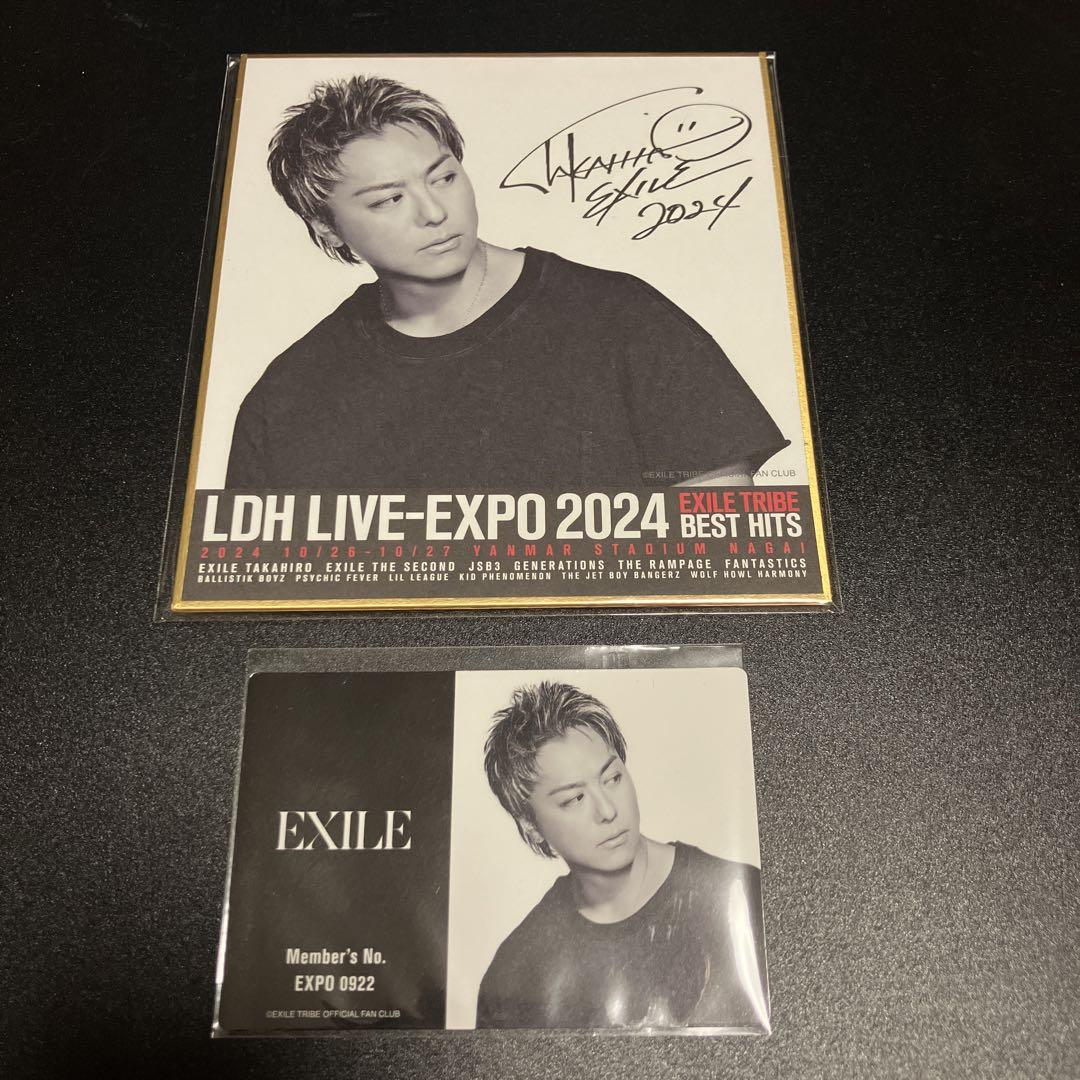 TAKAHIRO
EXILE
2024
©EXILE TRIBE OFFICIAL FAN CLUB
LDH LIVE-EXPO 2024 EXILE TRIBE
BEST HITS
2024 10/26-10/27 YANMAR STADIUM NAGAI
EXILE TAKAHIRO EXILE THE SECOND JSB3 GENERATIONS THE RAMPAGE FANTASTICS
BALLISTIK BOYZ PSYCHIC FEVER LIL LEAGUE KID PHENOMENON THE JET BOY BANGERZ WOLF HOWL HARMONY
EXILE
Member's No.
EXPO 0922
©EXILE TRIBE OFFICIAL FAN CLUB